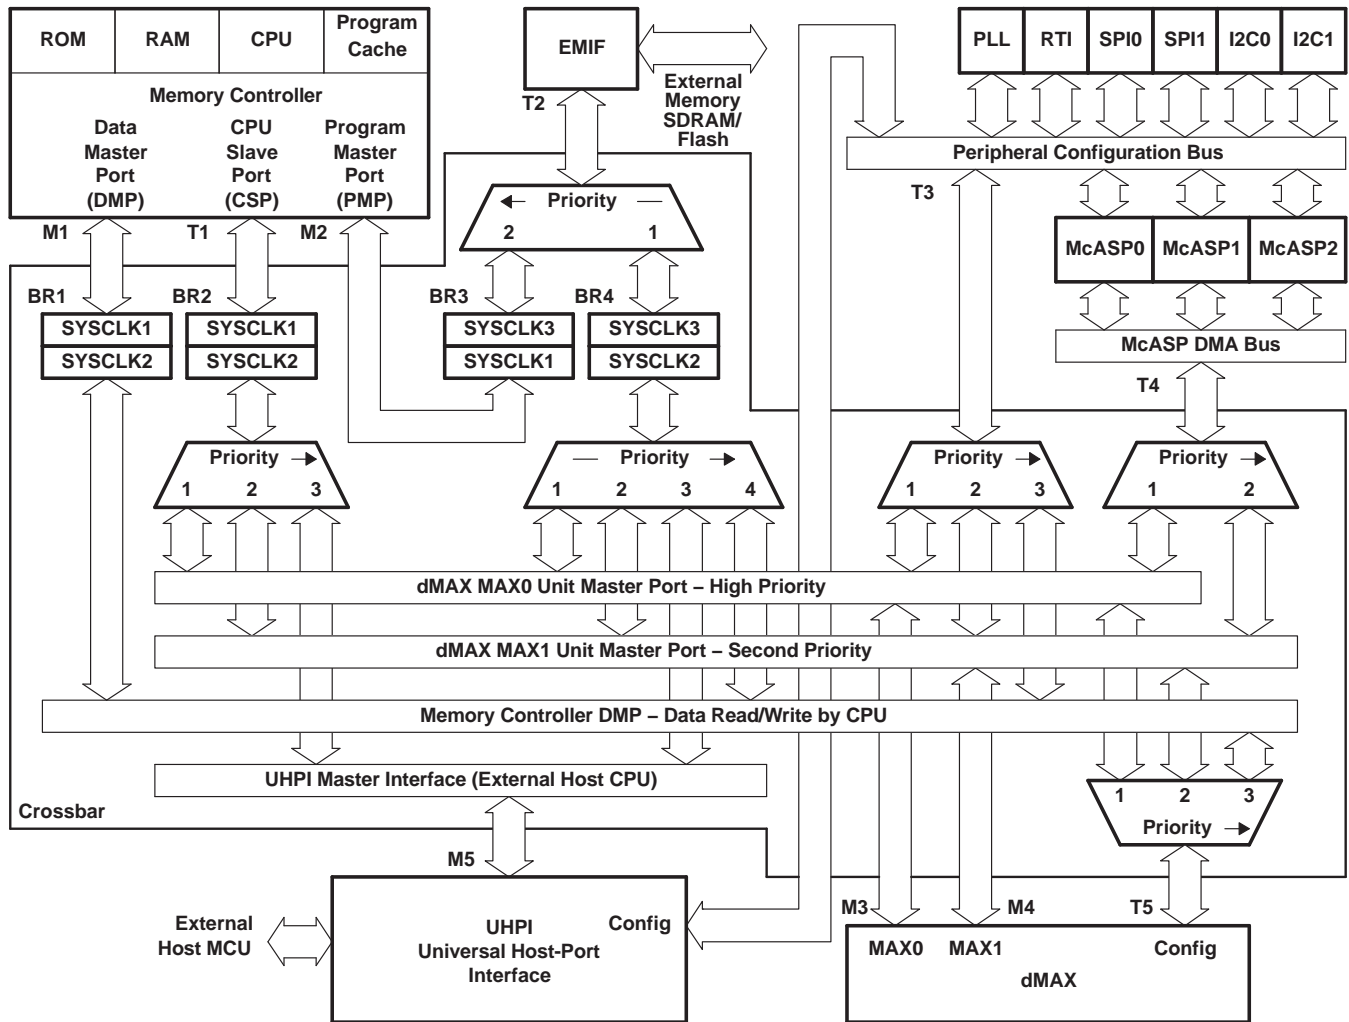 ROM
RAM
CPU
Program
Cache
Memory Controller
Data
Master
Port
(DMP)
CPU
Slave
Port
(CSP)
Program
Master
Port
(PMP)
EMIF
External
Memory
SDRAM/
Flash
PLL
RTI
SPI0
SPI1
I2C0
I2C1
Peripheral Configuration Bus
T2
T3
M1
T1
M2
Priority
2
1
McASP0
McASP1
McASP2
McASP DMA Bus
T4
BR1
BR2
BR3
BR4
SYSCLK1
SYSCLK2
SYSCLK1
SYSCLK2
SYSCLK3
SYSCLK1
SYSCLK3
SYSCLK2
Priority
1
2
3
Priority
1
2
3
4
Priority
1
2
3
Priority
1
2
dMAX MAX0 Unit Master Port – High Priority
dMAX MAX1 Unit Master Port – Second Priority
Memory Controller DMP – Data Read/Write by CPU
UHPI Master Interface (External Host CPU)
1
2
3
Priority
Crossbar
M5
M3
M4
T5
External
Host MCU
UHPI
Universal Host-Port
Interface
Config
MAX0
MAX1
Config
dMAX